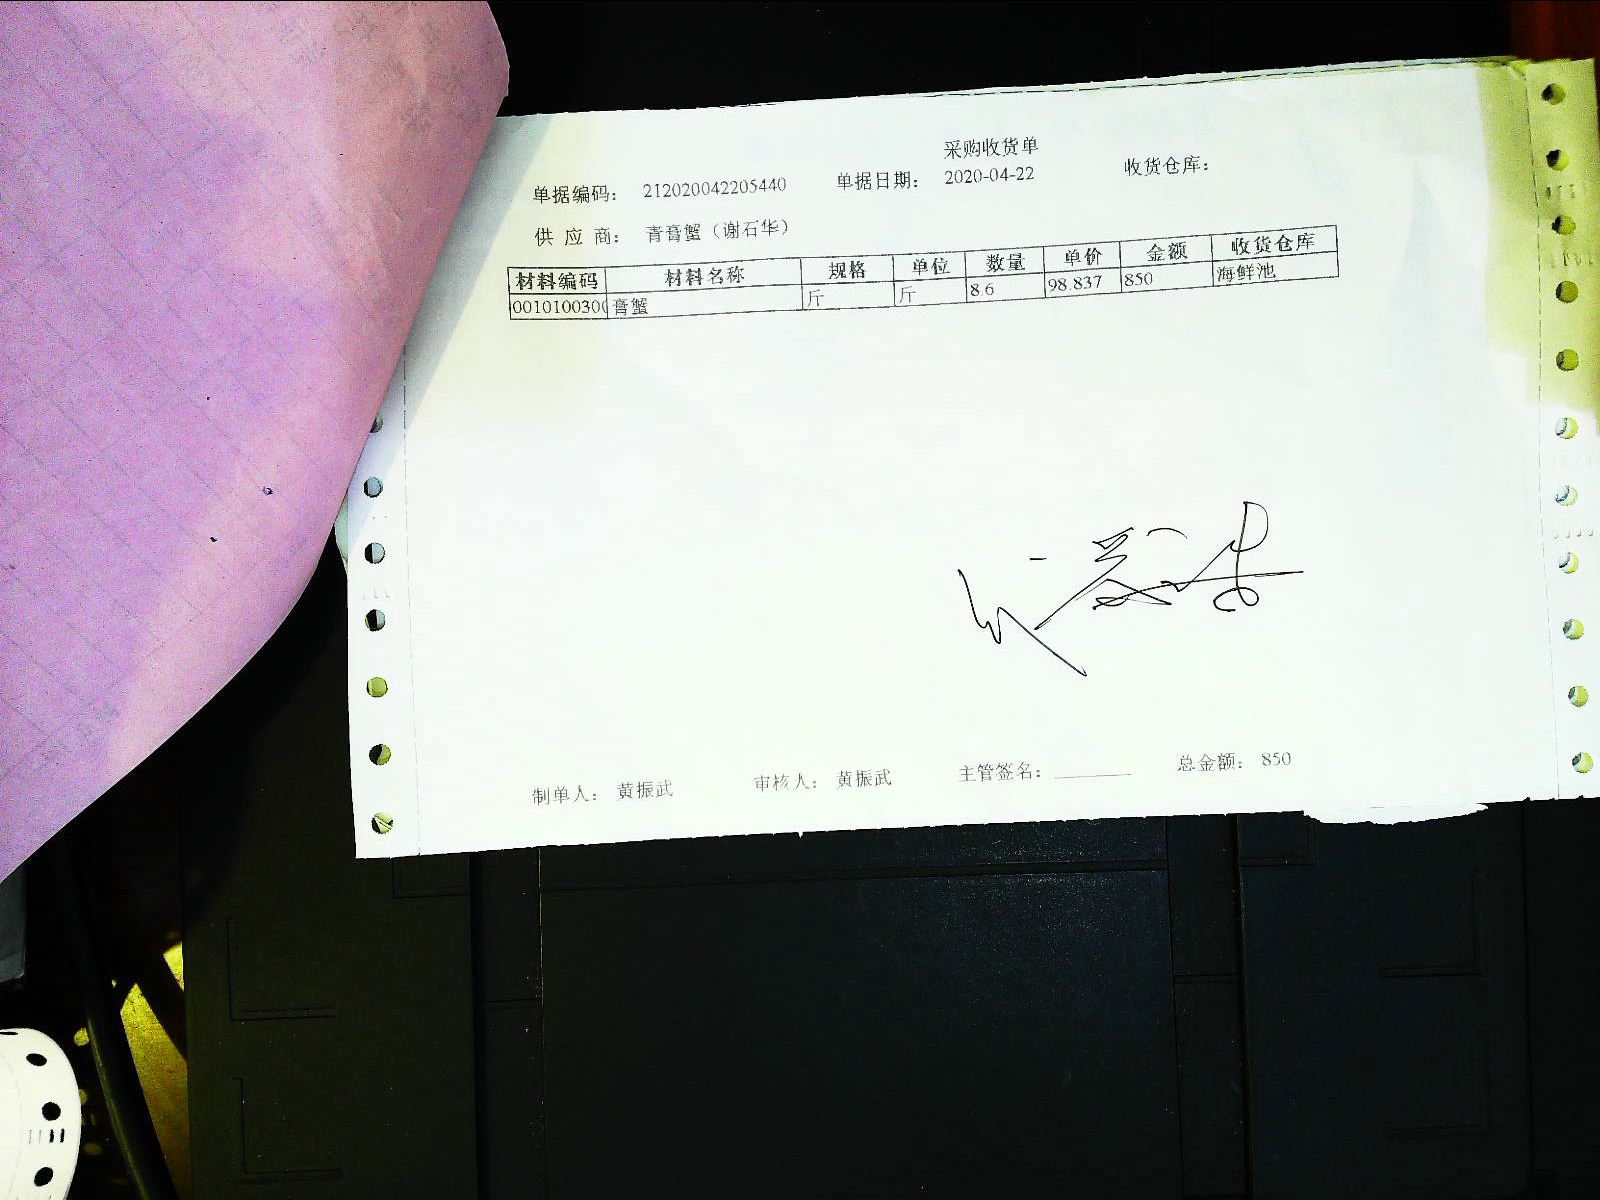 采购收货单
单据编码: 212020042205440 单据日期: 2020-04-22 收货仓库:
供应商: 青膏蟹(谢石华)
材料编码 材料名称 规格 单位 数量 单价 金额 收货仓库
0010100300 膏蟹 斤 斤 8.6 98.837 850 海鲜池
制单人: 黄振武 审核人: 黄振武 主管签名: 总金额: 850